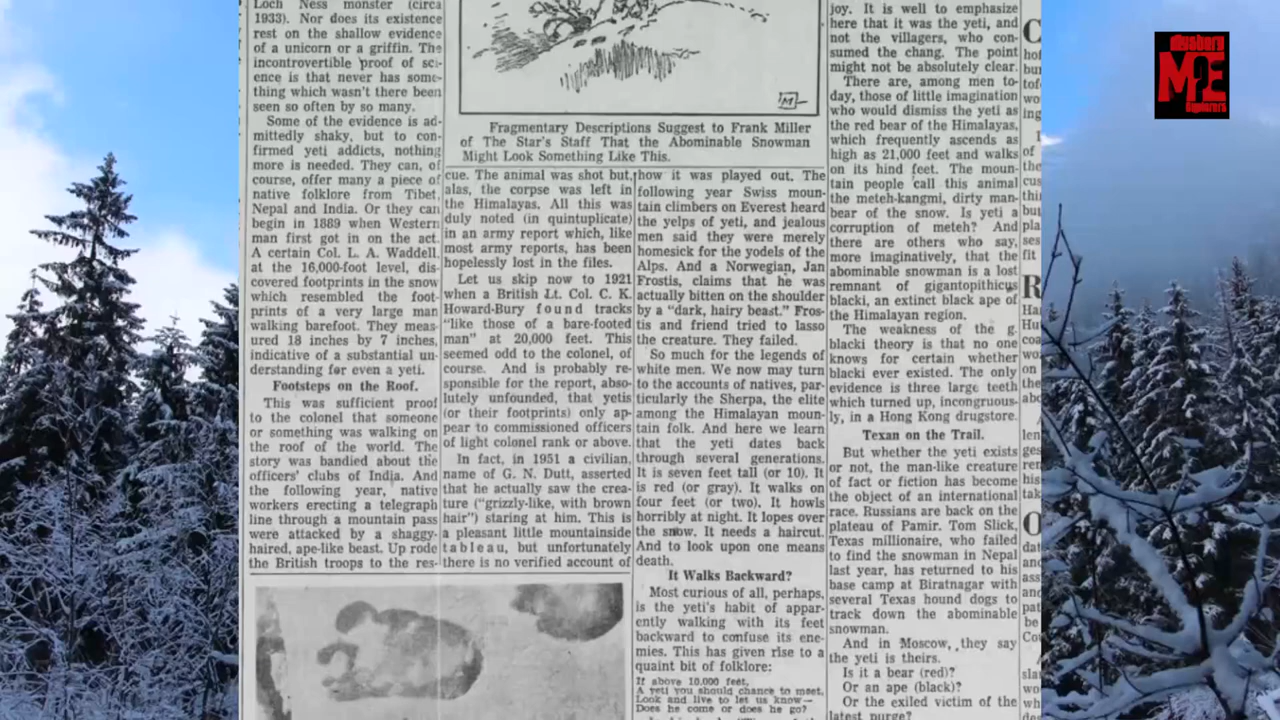 Loch Ness monster (circa
1933). Nor does its existence
rest on the shallow evidence
of a unicorn or a griffin. The
incontrovertible proof of sci-
ence is that never has some-
thing which wasn't there been
seen so often by so many.
Some of the evidence is ad-
mittedly shaky, but to con-
firmed yeti addicts, nothing
more is needed. They can, of
course, offer many a piece of
native folklore from Tibet,
Nepal and India. Or they can
begin in 1889 when Western
man first got in on the act.
A certain Col. L. A. Waddell,
at the 16,000-foot level, dis-
covered footprints in the snow
which resembled the foot-
prints of a very large man
walking barefoot. They meas-
ured 18 inches by 7 inches,
indicative of a substantial un-
derstanding for even a yeti.
Footsteps on the Roof.
This was sufficient proof
to the colonel that someone
or something was walking on
the roof of the world. The
story was bandied about the
officers' clubs of India. And
the following year, native
workers erecting a telegraph
line through a mountain pass
were attacked by a shaggy-
haired, ape-like beast. Up rode
the British troops to the res-
M
Fragmentary Descriptions Suggest to Frank Miller
of The Star's Staff That the Abominable Snowman
Might Look Something Like This.
cue. The animal was shot but,
alas, the corpse was left in
the Himalayas. All this was
duly noted (in quintuplicate)
in an army report which, like
most army reports, has been
hopelessly lost in the files.
Let us skip now to 1921
when a British Lt. Col. C. K.
Howard-Bury found tracks
"like those of a bare-footed
man" at 20,000 feet. This
seemed odd to the colonel, of
course. And is probably re-
sponsible for the report, abso-
lutely unfounded, that yetis
(or their footprints) only ap-
pear to commissioned officers
of light colonel rank or above.
In fact, in 1951 a civilian,
name of G. N. Dutt, asserted
that he actually saw the crea-
ture ("grizzly-like, with brown
hair") staring at him. This is
a pleasant little mountainside
tableau, but unfortunately
there is no verified account of
how it was played out. The
following year Swiss moun-
tain climbers on Everest heard
the yelps of yeti, and jealous
men said they were merely
homesick for the yodels of the
Alps. And a Norwegian, Jan
Frostis, claims that he was
actually bitten on the shoulder
by a "dark, hairy beast." Fros-
tis and friend tried to lasso
the creature. They failed.
So much for the legends of
white men. We now may turn
to the accounts of natives, par-
ticularly the Sherpa, the elite
among the Himalayan moun-
tain folk. And here we learn
that the yeti dates back
through several generations.
It is seven feet tall (or 10). It
is red (or gray). It walks on
four feet (or two). It howls
horribly at night. It lopes over
the snow. It needs a haircut.
And to look upon one means
death.
It Walks Backward?
Most curious of all, perhaps,
is the yeti's habit of appar-
ently walking with its feet
backward to confuse its ene-
mies. This has given rise to a
quaint bit of folklore:
If above 10,000 feet,
A yeti you should chance to meet,
Look and live to let us know—
Does he come or does he go?
joy. It is well to emphasize
here that it was the yeti, and
not the villagers, who con-
sumed the chang. The point
might not be absolutely clear.
There are, among men to-
day, those of little imagination
who would dismiss the yeti as
the red bear of the Himalayas,
which frequently ascends as
high as 21,000 feet and walks
on its hind feet. The moun-
tain people call this animal
the meteh-kangmi, dirty man-
bear of the snow. Is yeti a
corruption of meteh? And
there are others who say,
more imaginatively, that the
abominable snowman is a lost
remnant of gigantopithicus
blacki, an extinct black ape of
the Himalayan region.
The weakness of the g.
blacki theory is that no one
knows for certain whether
blacki ever existed. The only
evidence is three large teeth
which turned up, incongruous-
ly, in a Hong Kong drugstore.
Texan on the Trail.
But whether the yeti exists
or not, the man-like creature
of fact or fiction has become
the object of an international
race. Russians are back on the
plateau of Pamir. Tom Slick,
Texas millionaire, who failed
to find the snowman in Nepal
last year, has returned to his
base camp at Biratnagar with
several Texas hound dogs to
track down the abominable
snowman.
And in Moscow, they say
the yeti is theirs.
Is it a bear (red)?
Or an ape (black)?
Or the exiled victim of the
latest purge?
Mystery
M?E
Explorers